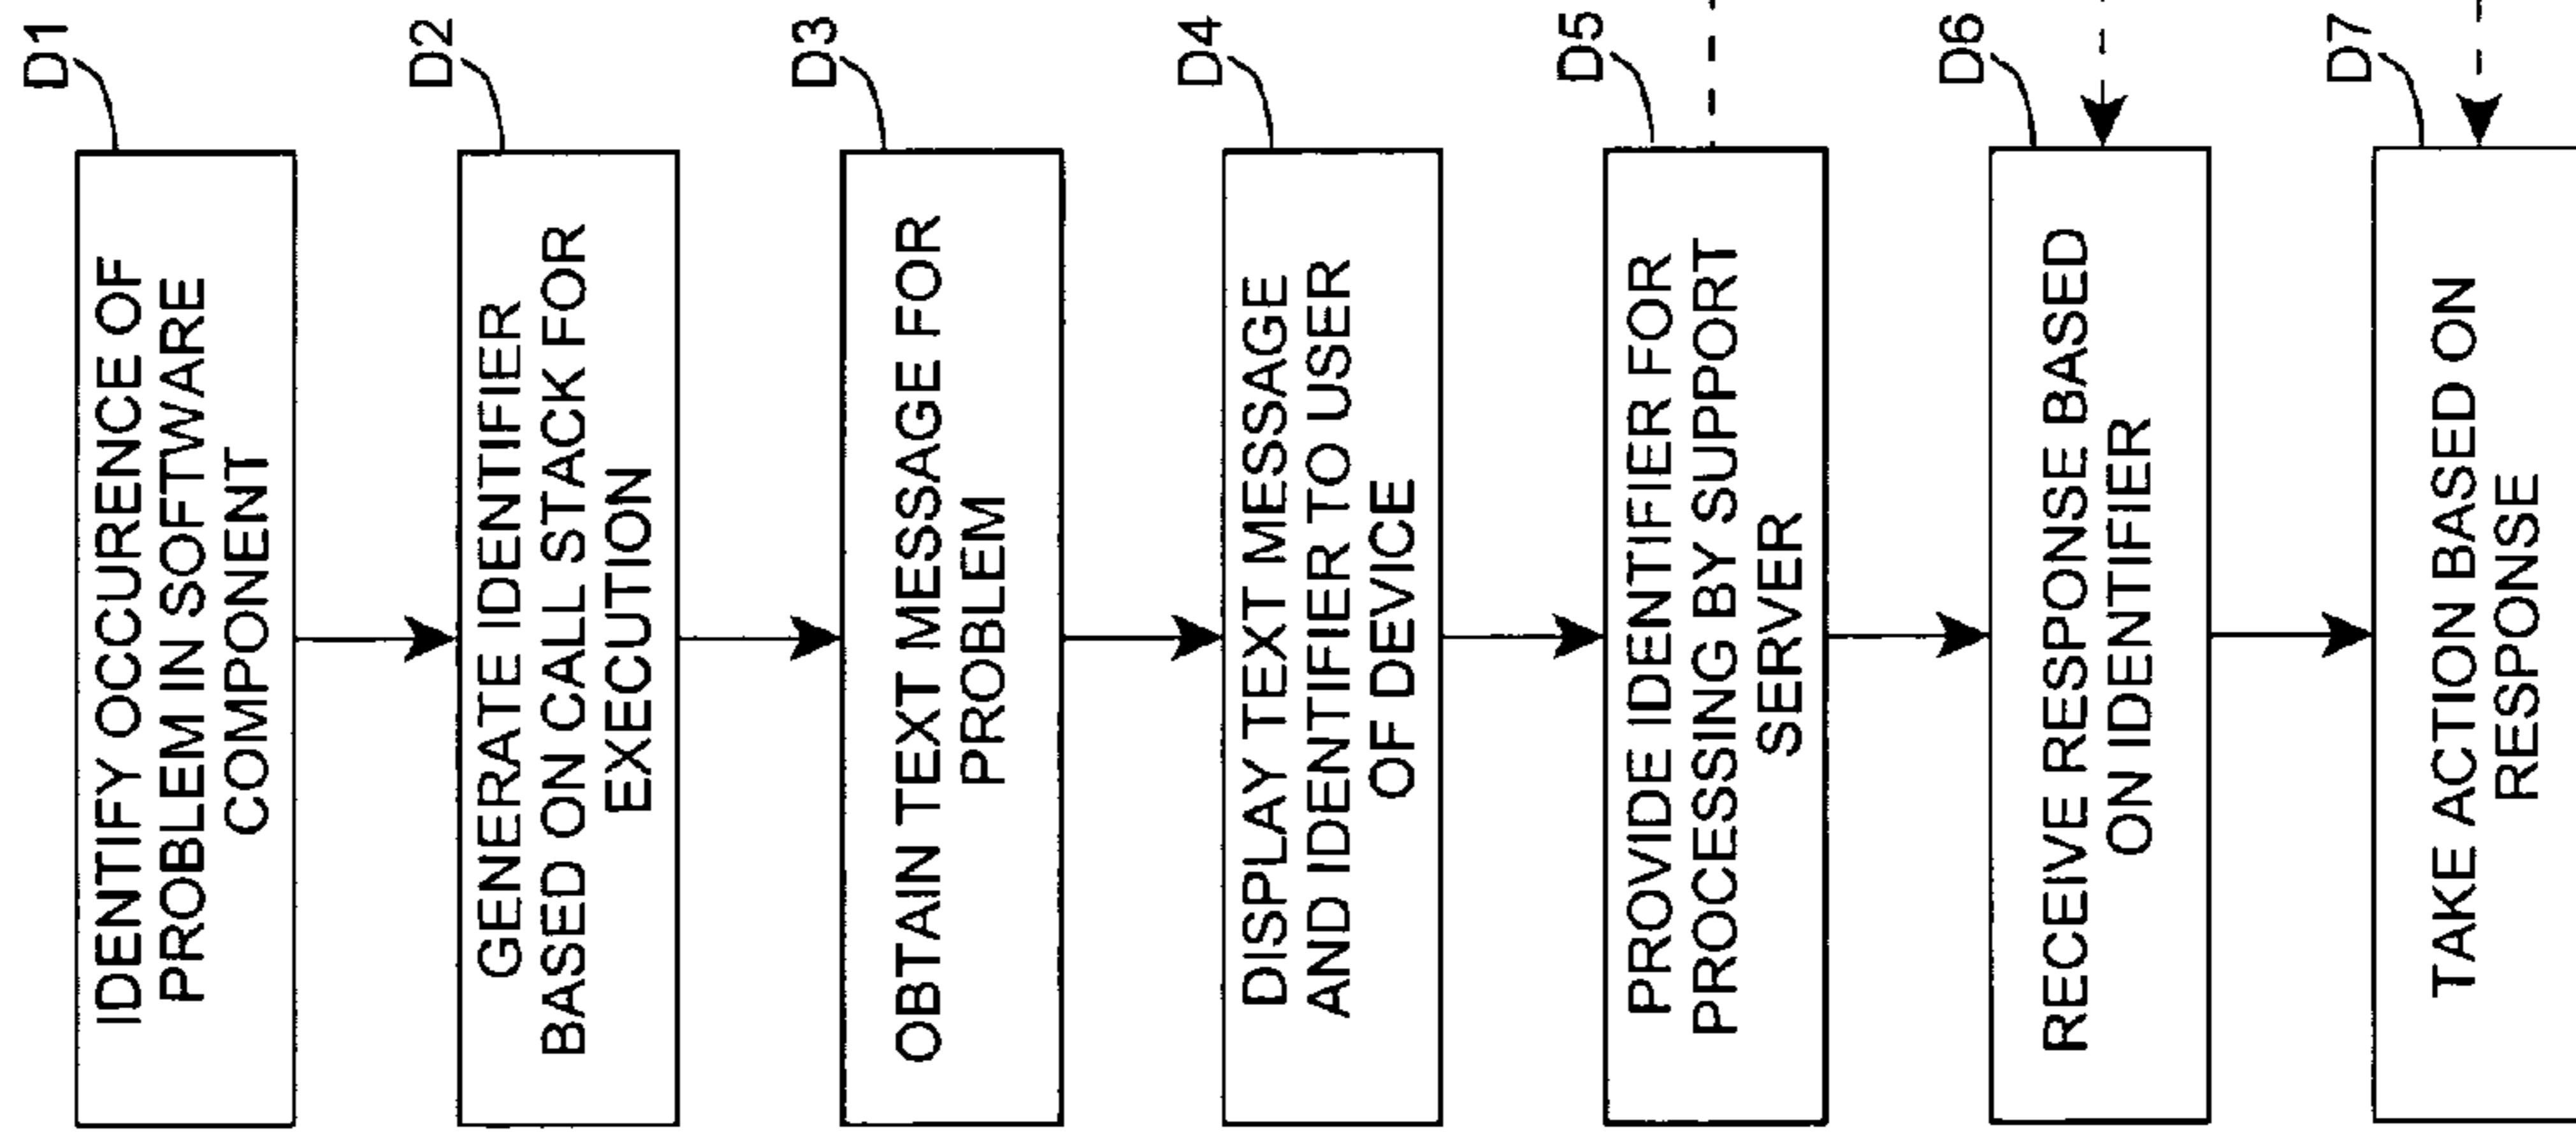 D1
IDENTIFY OCCURENCE OF
PROBLEM IN SOFTWARE
COMPONENT
D2
GENERATE IDENTIFIER
BASED ON CALL STACK FOR
EXECUTION
D3
OBTAIN TEXT MESSAGE FOR
PROBLEM
D4
DISPLAY TEXT MESSAGE
AND IDENTIFIER TO USER
OF DEVICE
D5
PROVIDE IDENTIFIER FOR
PROCESSING BY SUPPORT
SERVER
D6
RECEIVE RESPONSE BASED
ON IDENTIFIER
D7
TAKE ACTION BASED ON
RESPONSE